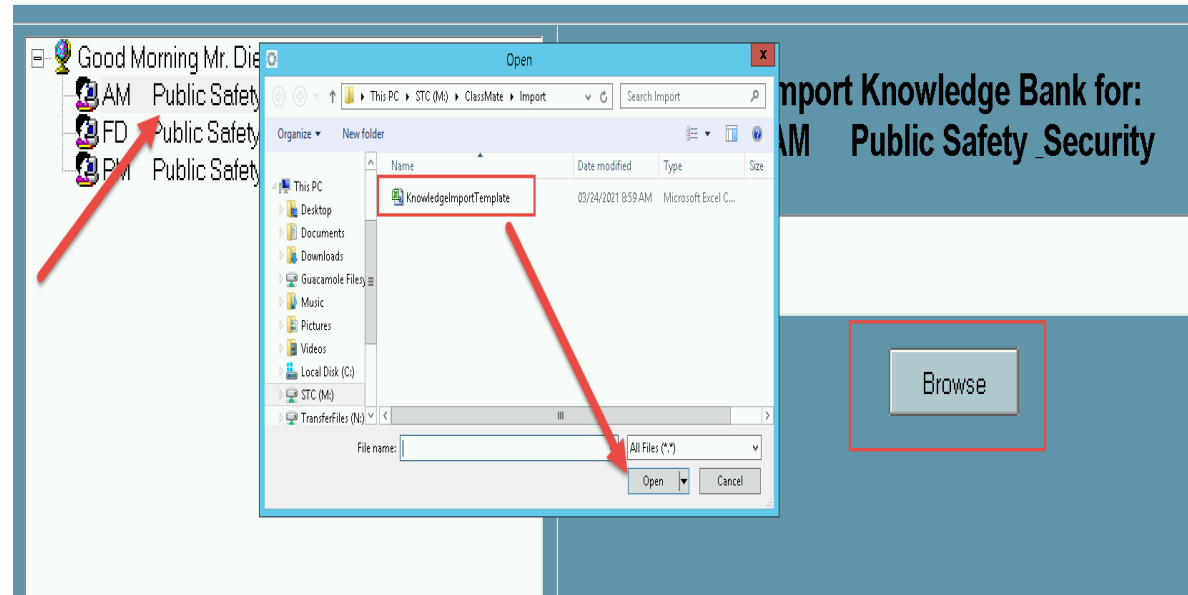 Good Morning Mr. Die
AM Public Safety
FD Public Safety
PM Public Safety
Open
x
This PC ▸ STC (M:) ▸ ClassMate ▸ Import
Search Import
Organize
New folder
Name
Date modified
Type
Size
This PC
Desktop
Documents
Downloads
Guacamole Filesy
Music
Pictures
Videos
Local Disk (C:)
STC (M:)
TransferFiles (N:)
KnowledgeImportTemplate
03/24/2021 8:59 AM
Microsoft Excel C...
File name:
All Files (*.*)
Open
Cancel
mport Knowledge Bank for:
AM Public Safety _Security
Browse